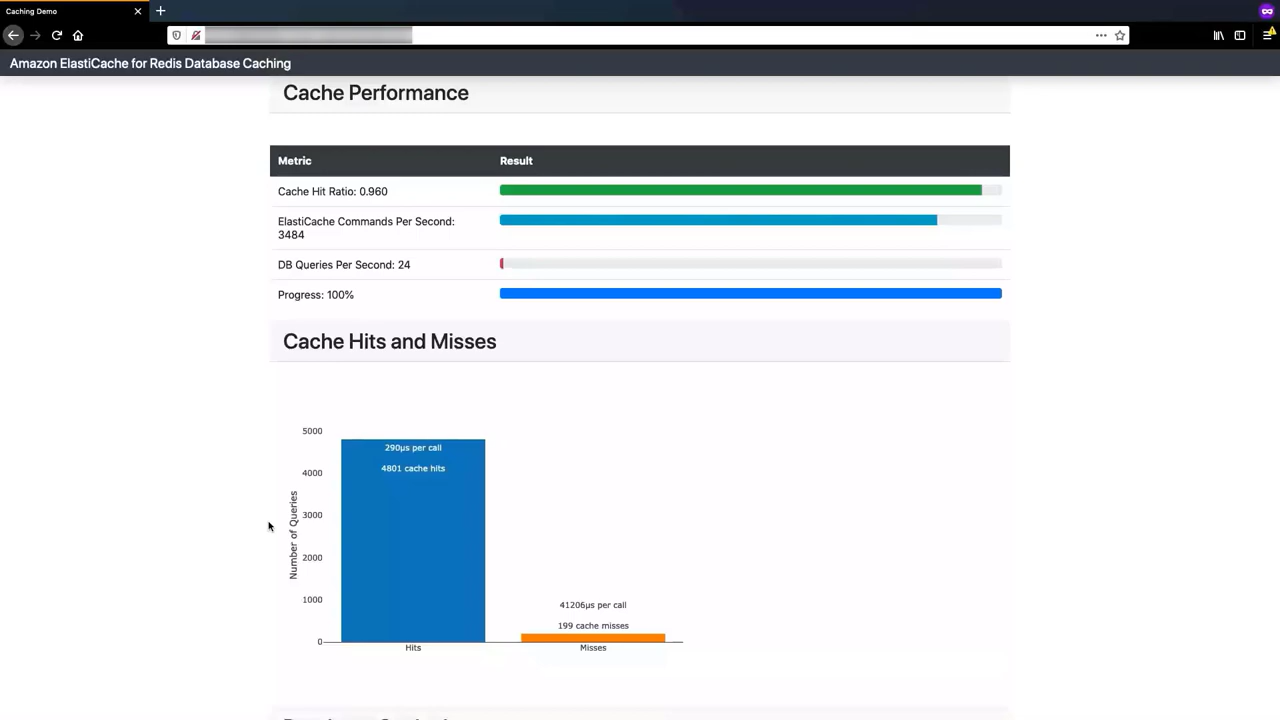 Caching Demo
Amazon ElastiCache for Redis Database Caching
Cache Performance
Metric
Result
Cache Hit Ratio: 0.960
ElastiCache Commands Per Second:
3484
DB Queries Per Second: 24
Progress: 100%
Cache Hits and Misses
Number of Queries
5000
4000
3000
2000
1000
0
290μs per call
4801 cache hits
41206μs per call
199 cache misses
Hits
Misses